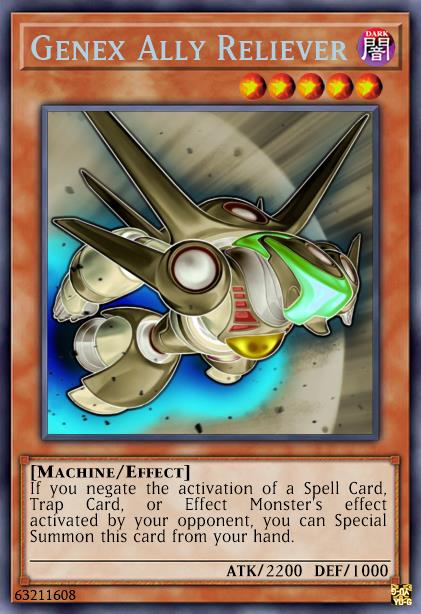 GENEX ALLY RELIEVER
DARK
闇
[MACHINE/EFFECT]
If you negate the activation of a Spell Card,
Trap Card, or Effect Monster's effect
activated by your opponent, you can Special
Summon this card from your hand.
ATK/2200 DEF/1000
63211608